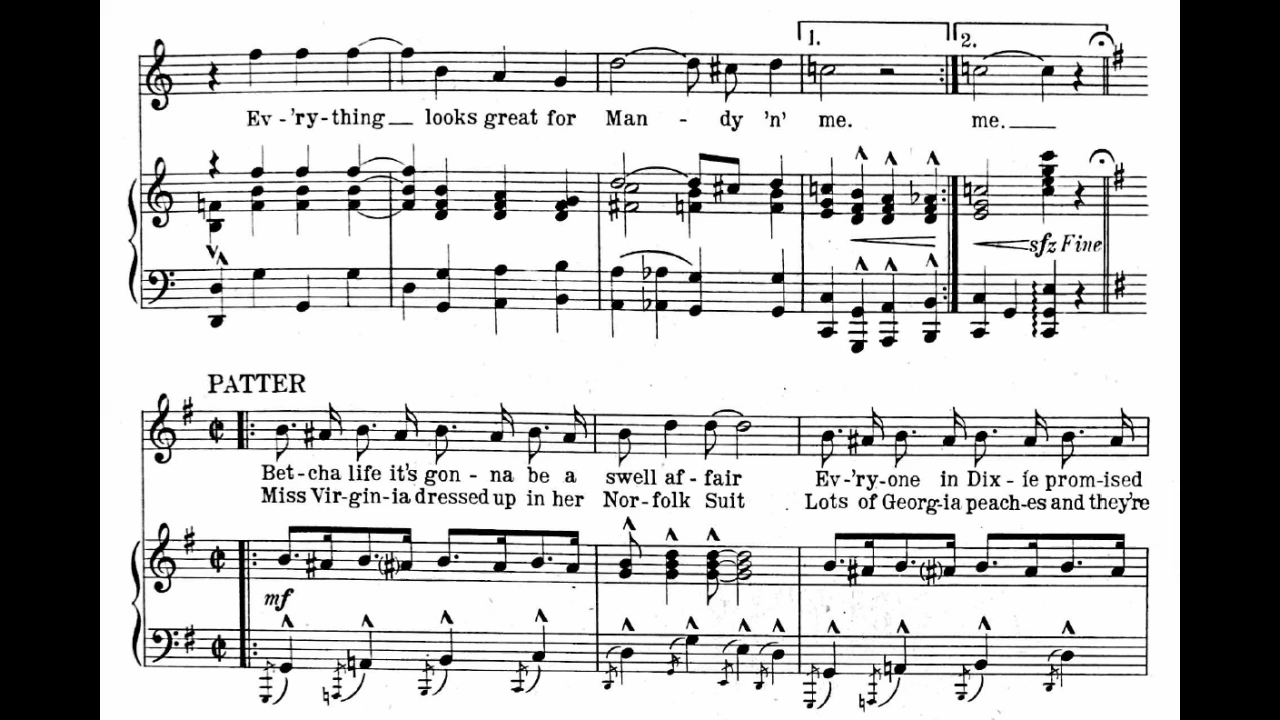 1. 2.
Ev-'ry-thing looks great for Man - dy 'n' me. me.
sfz Fine
PATTER
Bet-cha life it's gon - na be a swell af-fair Ev-'ry-one in Dix-ie prom-ised
Miss Vir-gin-ia dressed up in her Nor-folk Suit Lots of Georg-ia peach-es and they're
mf